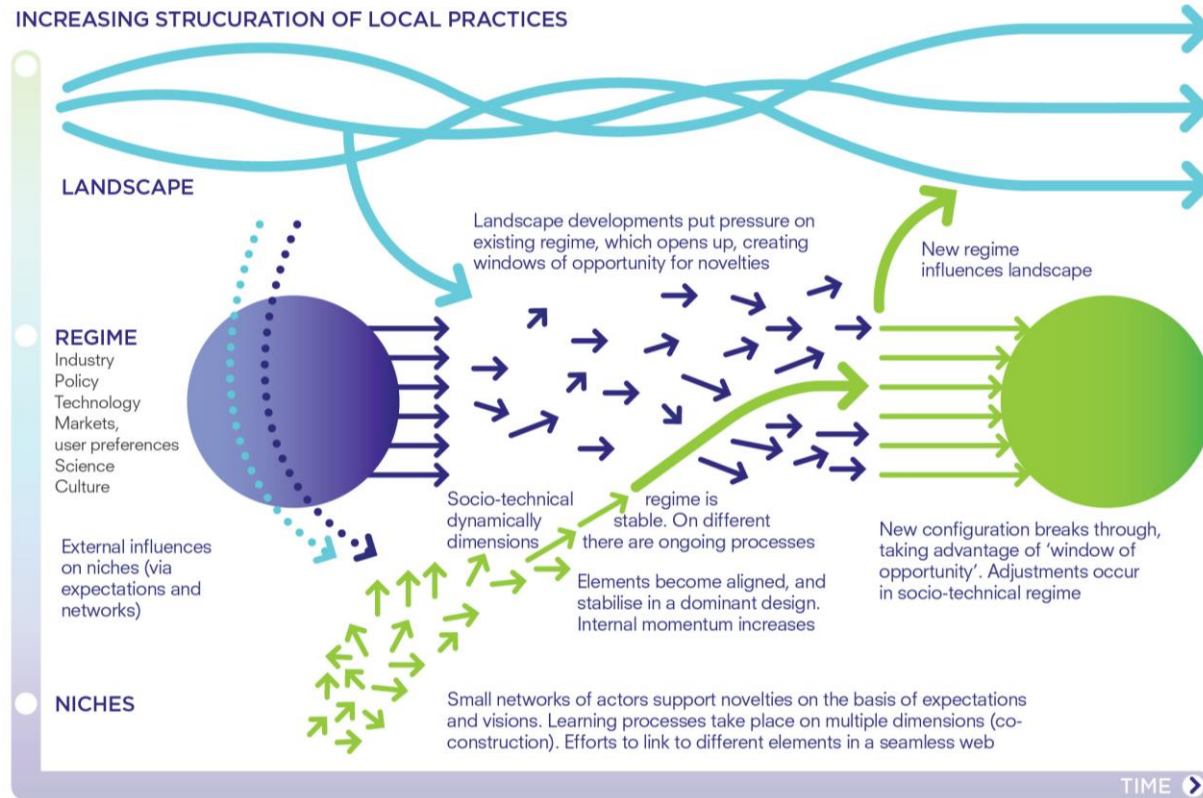 INCREASING STRUCURATION OF LOCAL PRACTICES
LANDSCAPE
Landscape developments put pressure on
existing regime, which opens up, creating
windows of opportunity for novelties
New regime
influences landscape
REGIME
Industry
Policy
Technology
Markets,
user preferences
Science
Culture
External influences
on niches (via
expectations and
networks)
Socio-technical regime is
dynamically stable. On different
dimensions there are ongoing processes
Elements become aligned, and
stabilise in a dominant design.
Internal momentum increases
New configuration breaks through,
taking advantage of ‘window of
opportunity’. Adjustments occur
in socio-technical regime
NICHES
Small networks of actors support novelties on the basis of expectations
and visions. Learning processes take place on multiple dimensions (co-
construction). Efforts to link to different elements in a seamless web
TIME